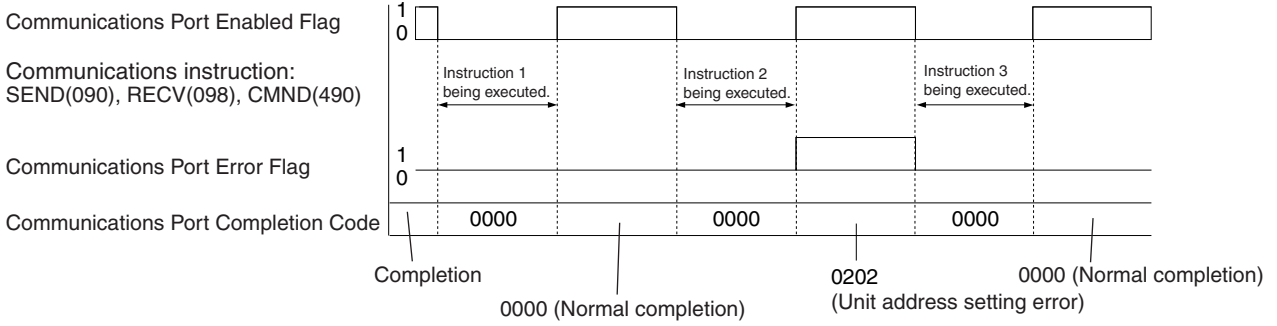 Communications Port Enabled Flag
1
0
Communications instruction:
SEND(090), RECV(098), CMND(490)
Instruction 1
being executed.
Instruction 2
being executed.
Instruction 3
being executed.
Communications Port Error Flag
1
0
Communications Port Completion Code
0000
0000
0000
Completion
0000 (Normal completion)
0202
(Unit address setting error)
0000 (Normal completion)